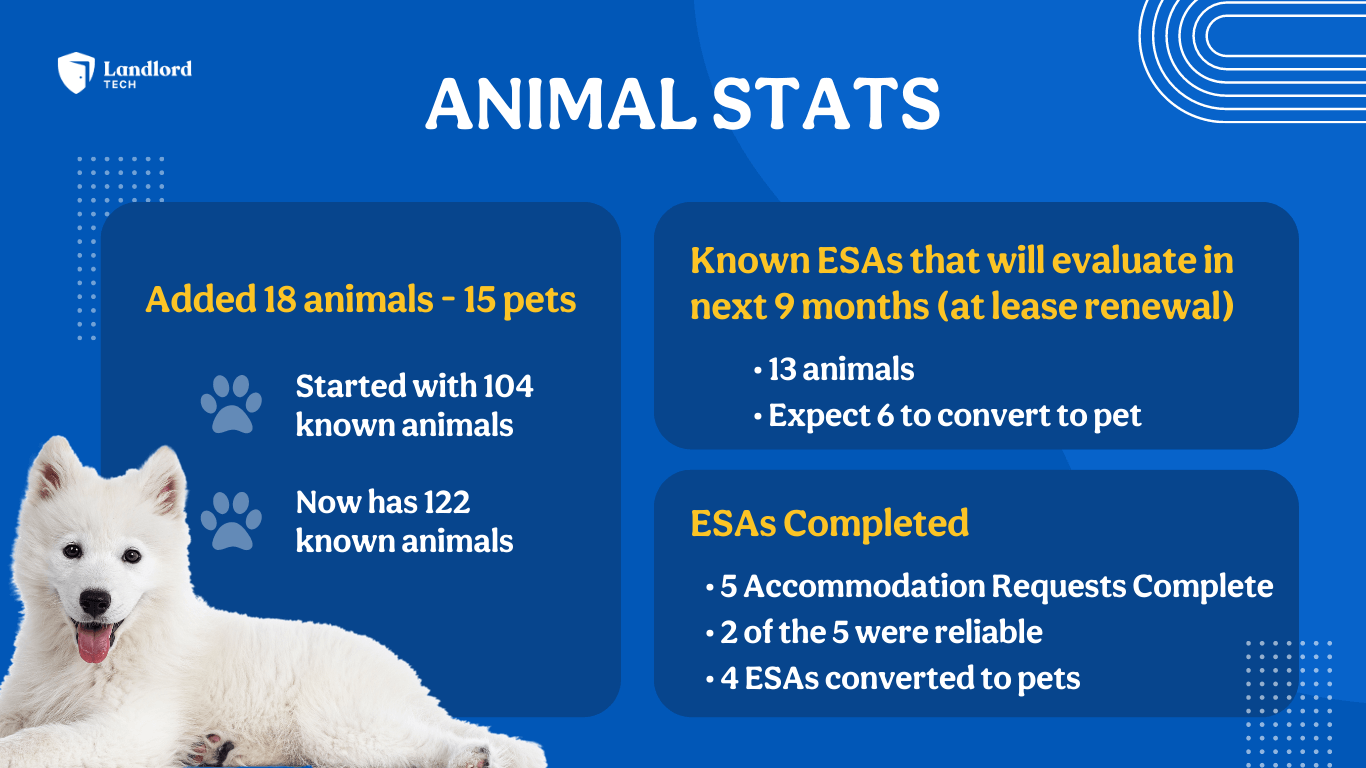 Landlord
TECH
ANIMAL STATS
Added 18 animals - 15 pets
Started with 104
known animals
Now has 122
known animals
Known ESAs that will evaluate in
next 9 months (at lease renewal)
• 13 animals
• Expect 6 to convert to pet
ESAs Completed
• 5 Accommodation Requests Complete
• 2 of the 5 were reliable
• 4 ESAs converted to pets